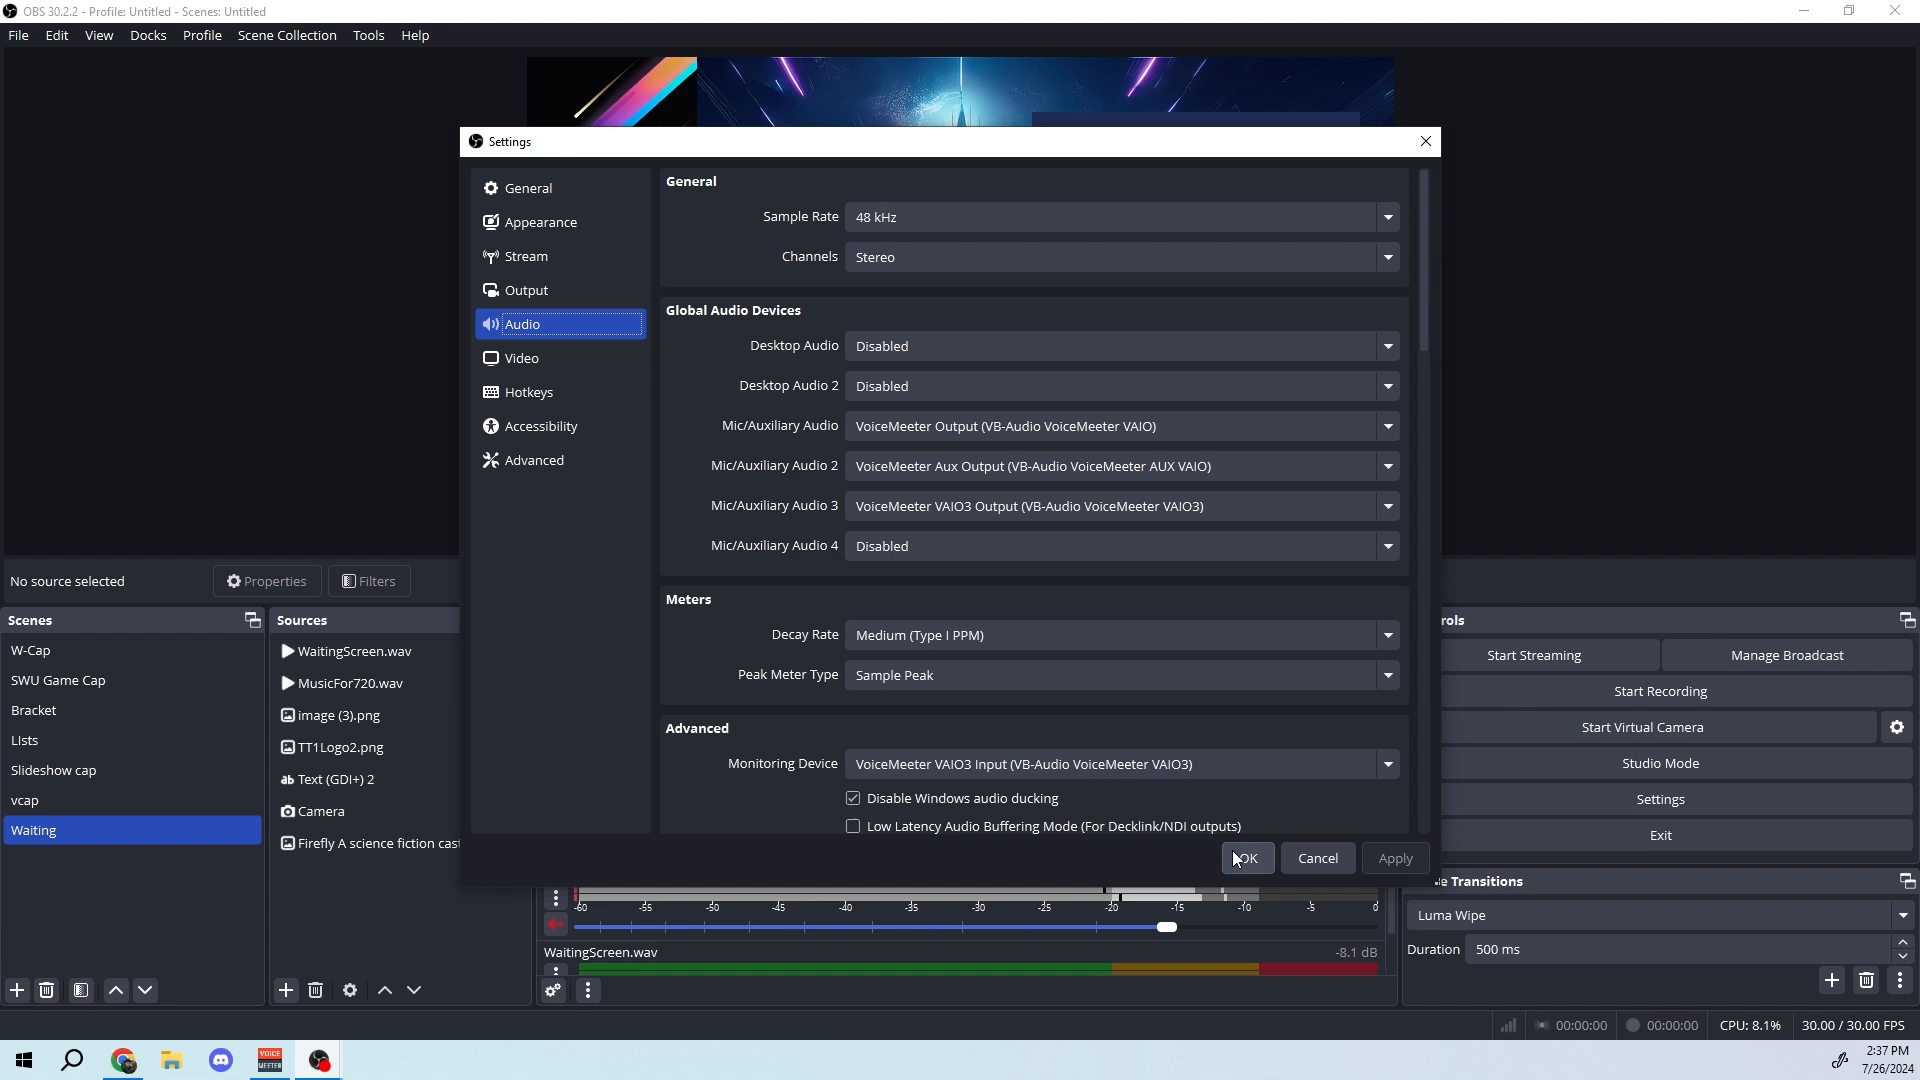 OBS 30.2.2 - Profile: Untitled - Scenes: Untitled
File Edit View Docks Profile Scene Collection Tools Help
Settings
General
Appearance
Stream
Output
Audio
Video
Hotkeys
Accessibility
Advanced
General
Sample Rate 48 kHz
Channels Stereo
Global Audio Devices
Desktop Audio Disabled
Desktop Audio 2 Disabled
Mic/Auxiliary Audio VoiceMeeter Output (VB-Audio VoiceMeeter VAIO)
Mic/Auxiliary Audio 2 VoiceMeeter Aux Output (VB-Audio VoiceMeeter AUX VAIO)
Mic/Auxiliary Audio 3 VoiceMeeter VAIO3 Output (VB-Audio VoiceMeeter VAIO3)
Mic/Auxiliary Audio 4 Disabled
Meters
Decay Rate Medium (Type I PPM)
Peak Meter Type Sample Peak
Advanced
Monitoring Device VoiceMeeter VAIO3 Input (VB-Audio VoiceMeeter VAIO3)
Disable Windows audio ducking
Low Latency Audio Buffering Mode (For Decklink/NDI outputs)
OK Cancel Apply
No source selected Properties Filters
Scenes
W-Cap
SWU Game Cap
Bracket
LIsts
Slideshow cap
vcap
Waiting
Sources
WaitingScreen.wav
MusicFor720.wav
image (3).png
TT1Logo2.png
Text (GDI+) 2
Camera
Firefly A science fiction cast
-60 -55 -50 -45 -40 -35 -30 -25 -20 -15 -10 -5 0
WaitingScreen.wav -8.1 dB
rols
Start Streaming Manage Broadcast
Start Recording
Start Virtual Camera
Studio Mode
Settings
Exit
e Transitions
Luma Wipe
Duration 500 ms
00:00:00 00:00:00 CPU: 8.1% 30.00 / 30.00 FPS
VOICE
MEETER
2:37 PM
7/26/2024